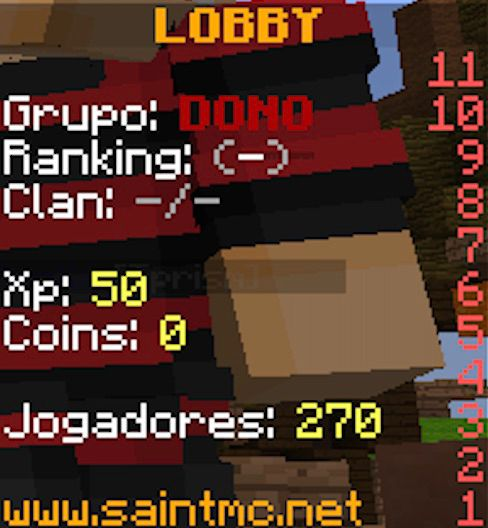 LOBBY
11
Grupo: DONO 10
Ranking: (-) 9
Clan: -/- 8
7
Xp: 50 6
Coins: 0 5
4
Jogadores: 270 3
2
www.saintmc.net 1